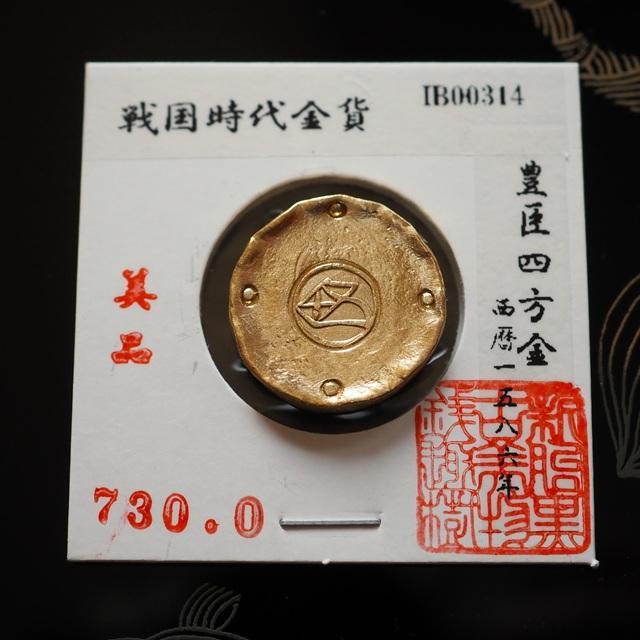 戦国時代金貨
IB00314
豊臣四方金
西暦一五八六年
美品
730.0